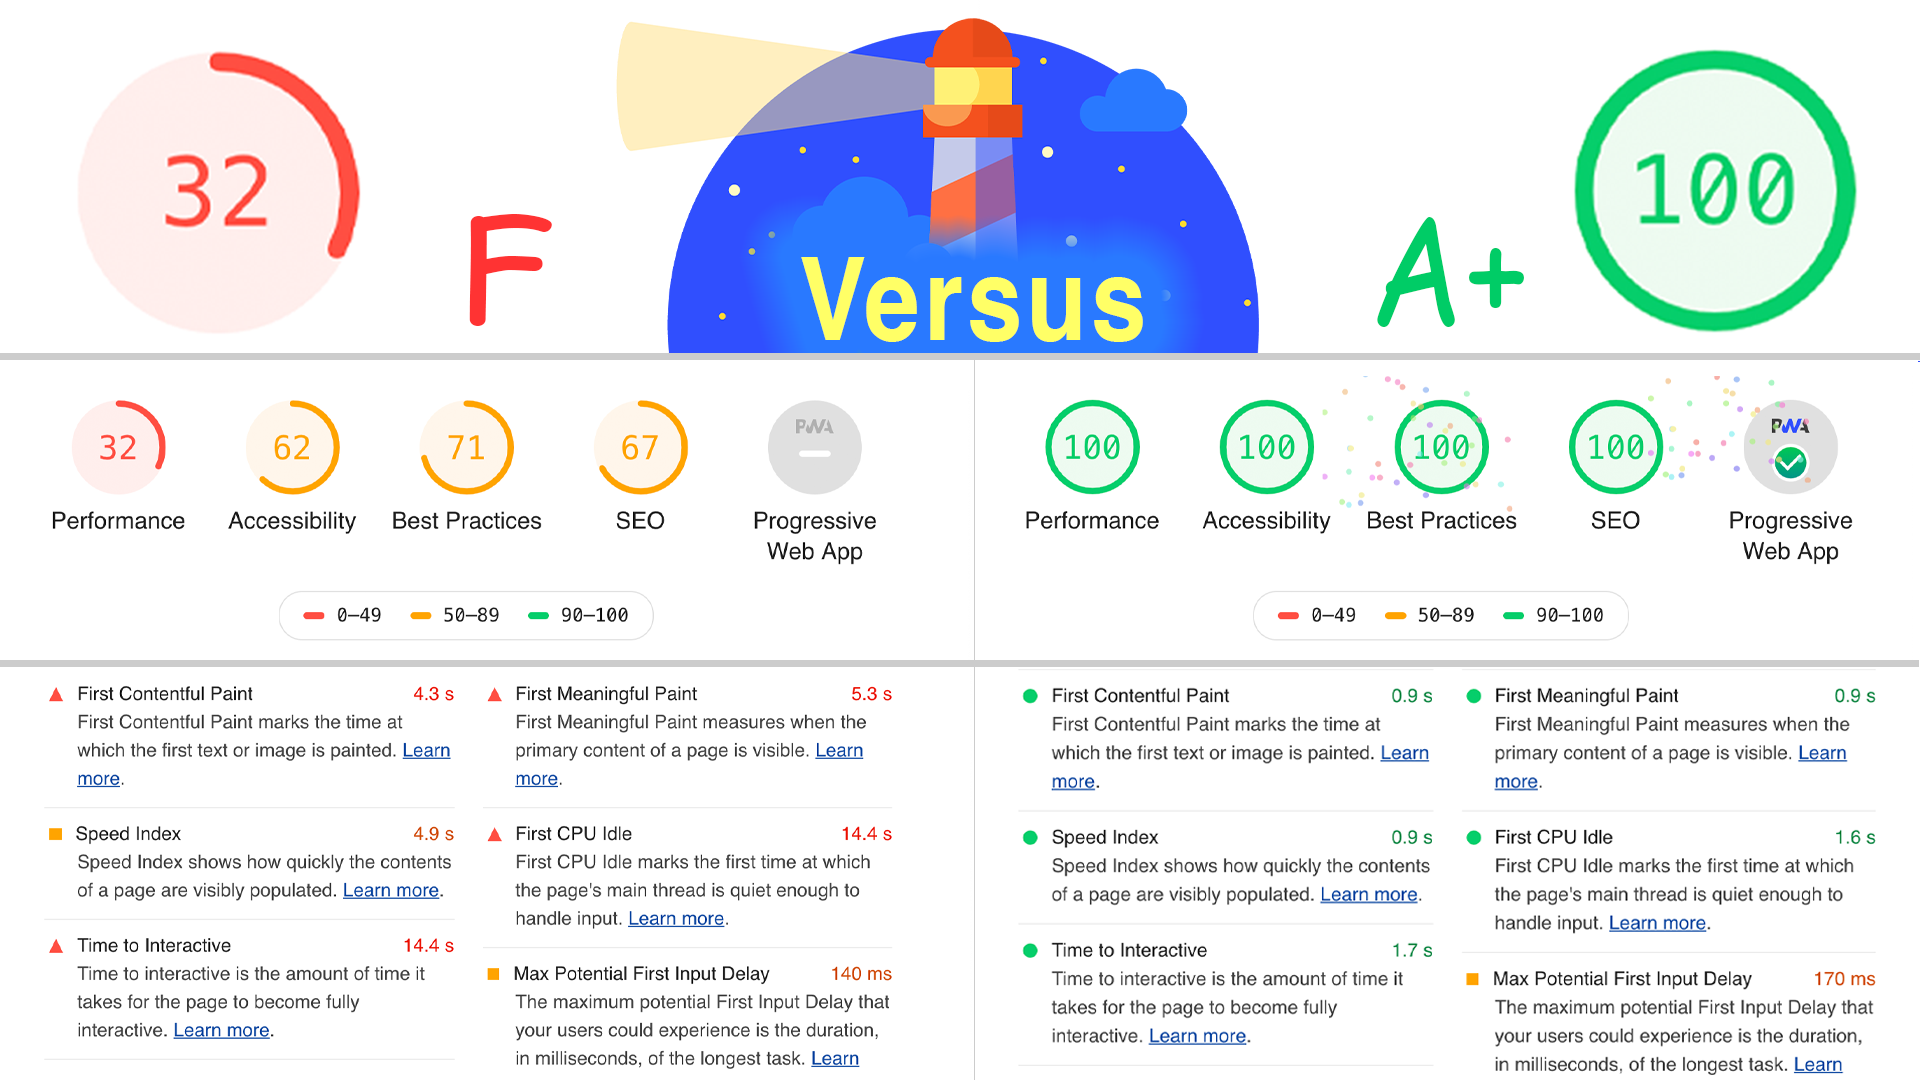 32
F
Versus
A+
100
32
62
71
67
PWA
Performance
Accessibility
Best Practices
SEO
Progressive
Web App
0–49
50–89
90–100
100
100
100
100
PWA
Performance
Accessibility
Best Practices
SEO
Progressive
Web App
0–49
50–89
90–100
First Contentful Paint 4.3 s
First Contentful Paint marks the time at
which the first text or image is painted. Learn
more.
Speed Index 4.9 s
Speed Index shows how quickly the contents
of a page are visibly populated. Learn more.
Time to Interactive 14.4 s
Time to interactive is the amount of time it
takes for the page to become fully
interactive. Learn more.
First Meaningful Paint 5.3 s
First Meaningful Paint measures when the
primary content of a page is visible. Learn
more.
First CPU Idle 14.4 s
First CPU Idle marks the first time at which
the page's main thread is quiet enough to
handle input. Learn more.
Max Potential First Input Delay 140 ms
The maximum potential First Input Delay that
your users could experience is the duration,
in milliseconds, of the longest task. Learn
First Contentful Paint 0.9 s
First Contentful Paint marks the time at
which the first text or image is painted. Learn
more.
Speed Index 0.9 s
Speed Index shows how quickly the contents
of a page are visibly populated. Learn more.
Time to Interactive 1.7 s
Time to interactive is the amount of time it
takes for the page to become fully
interactive. Learn more.
First Meaningful Paint 0.9 s
First Meaningful Paint measures when the
primary content of a page is visible. Learn
more.
First CPU Idle 1.6 s
First CPU Idle marks the first time at which
the page's main thread is quiet enough to
handle input. Learn more.
Max Potential First Input Delay 170 ms
The maximum potential First Input Delay that
your users could experience is the duration,
in milliseconds, of the longest task. Learn